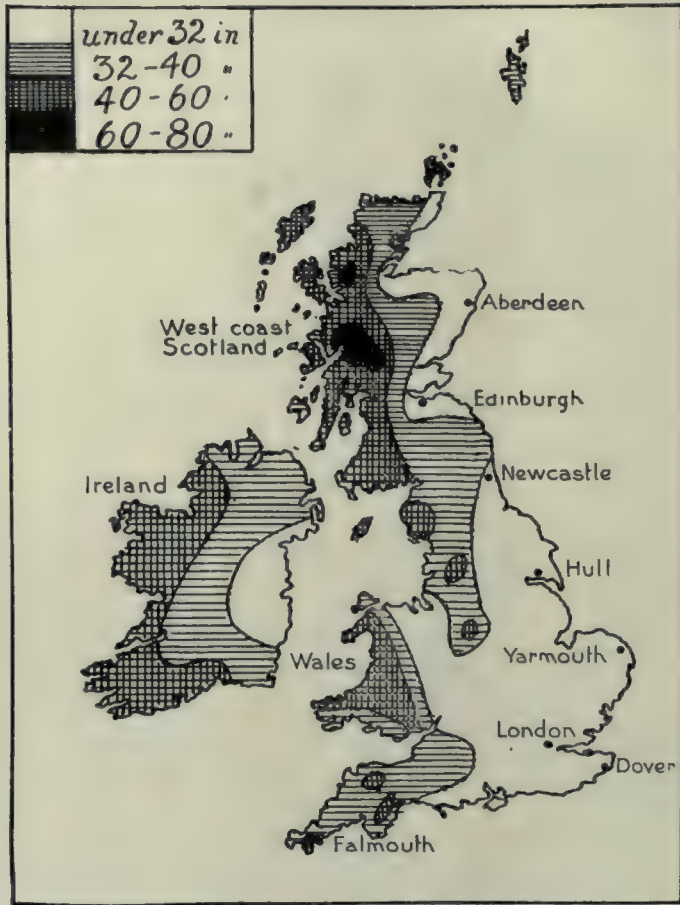 under 32 in
32-40 "
40-60 "
60-80 "
Aberdeen
West coast
Scotland
Edinburgh
Newcastle
Ireland
Hull
Wales
Yarmouth
London
Dover
Falmouth